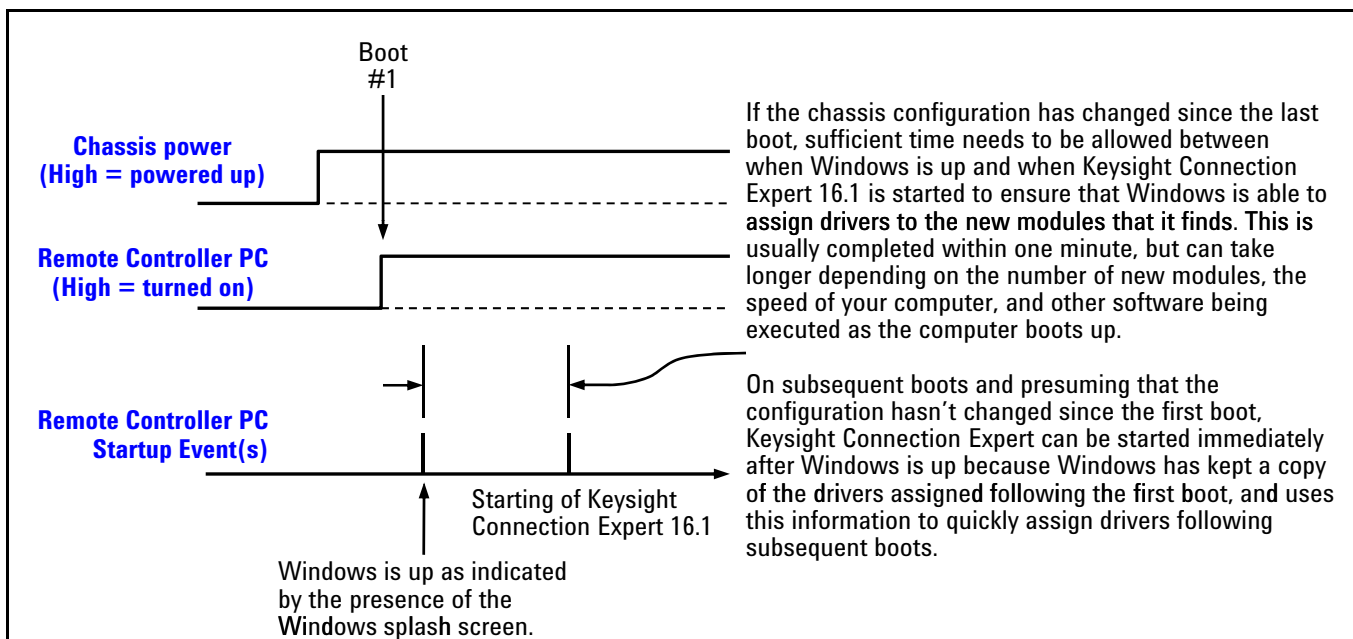 Boot
#1
Chassis power
(High = powered up)
Remote Controller PC
(High = turned on)
Remote Controller PC
Startup Event(s)
Starting of Keysight
Connection Expert 16.1
Windows is up as indicated
by the presence of the
Windows splash screen.
If the chassis configuration has changed since the last
boot, sufficient time needs to be allowed between
when Windows is up and when Keysight Connection
Expert 16.1 is started to ensure that Windows is able to
assign drivers to the new modules that it finds. This is
usually completed within one minute, but can take
longer depending on the number of new modules, the
speed of your computer, and other software being
executed as the computer boots up.
On subsequent boots and presuming that the
configuration hasn't changed since the first boot,
Keysight Connection Expert can be started immediately
after Windows is up because Windows has kept a copy
of the drivers assigned following the first boot, and uses
this information to quickly assign drivers following
subsequent boots.